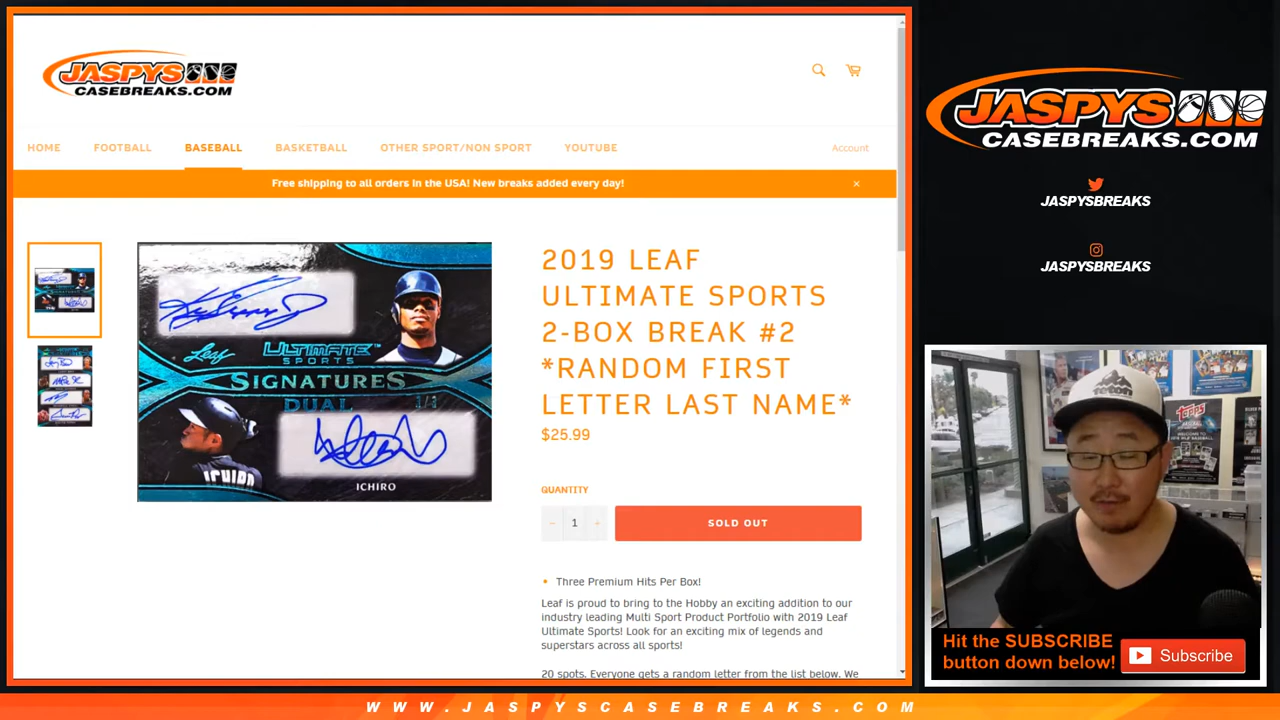 JASPYS
CASEBREAKS.COM
HOME FOOTBALL BASEBALL BASKETBALL OTHER SPORT/NON SPORT YOUTUBE Account
Free shipping to all orders in the USA! New breaks added every day! ×
2019 LEAF
ULTIMATE SPORTS
2-BOX BREAK #2
*RANDOM FIRST
LETTER LAST NAME*
$25.99
QUANTITY
− 1 +
SOLD OUT
• Three Premium Hits Per Box!
Leaf is proud to bring to the Hobby an exciting addition to our
industry leading Multi Sport Product Portfolio with 2019 Leaf
Ultimate Sports! Look for an exciting mix of legends and
superstars across all sports!
20 spots. Everyone gets a random letter from the list below. We
Leaf
ULTIMATE
SPORTS
SIGNATURES
DUAL
ICHIRO
ICHIRO
JASPYS
CASEBREAKS.COM
JASPYSBREAKS
JASPYSBREAKS
Topps
Hit the SUBSCRIBE
button down below!
Subscribe
WWW.JASPYSCASEBREAKS.COM